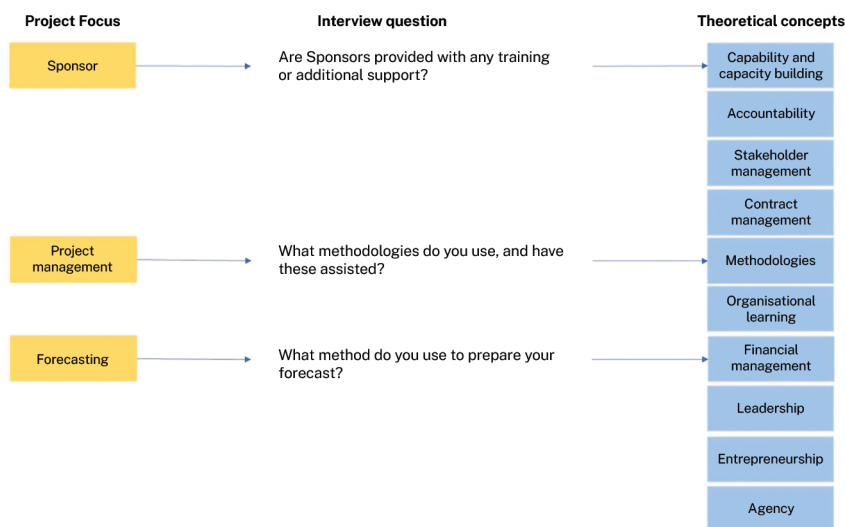 Project Focus
Interview question
Theoretical concepts
Sponsor
Are Sponsors provided with any training
or additional support?
Capability and
capacity building
Accountability
Stakeholder
management
Contract
management
Project
management
What methodologies do you use, and have
these assisted?
Methodologies
Organisational
learning
Forecasting
What method do you use to prepare your
forecast?
Financial
management
Leadership
Entrepreneurship
Agency